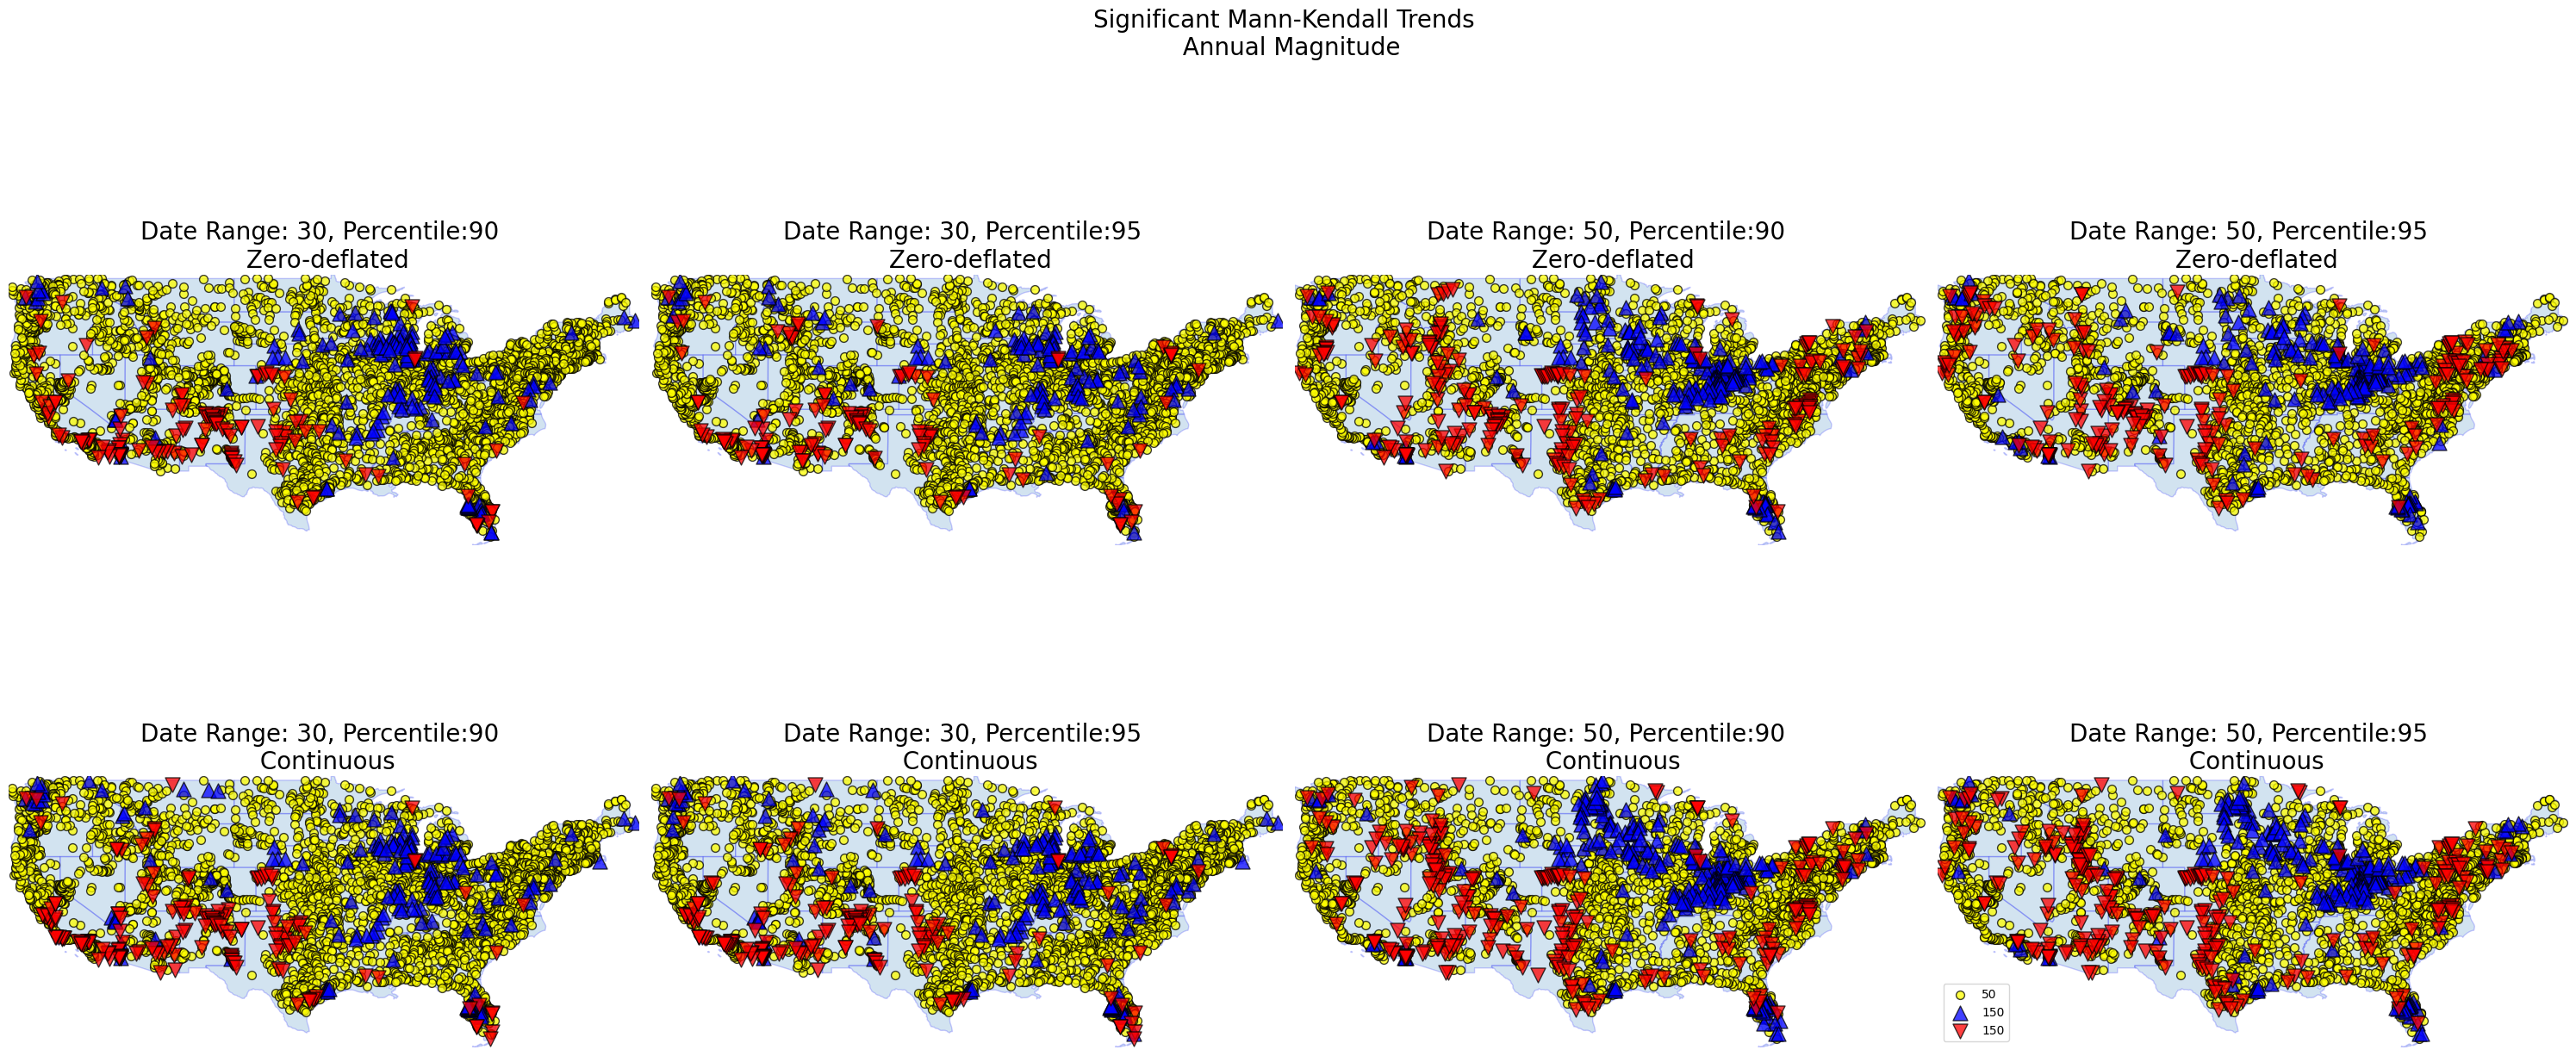 Significant Mann-Kendall Trends
Annual Magnitude
Date Range: 30, Percentile:90
Zero-deflated
Date Range: 30, Percentile:95
Zero-deflated
Date Range: 50, Percentile:90
Zero-deflated
Date Range: 50, Percentile:95
Zero-deflated
Date Range: 30, Percentile:90
Continuous
Date Range: 30, Percentile:95
Continuous
Date Range: 50, Percentile:90
Continuous
Date Range: 50, Percentile:95
Continuous
50
150
150